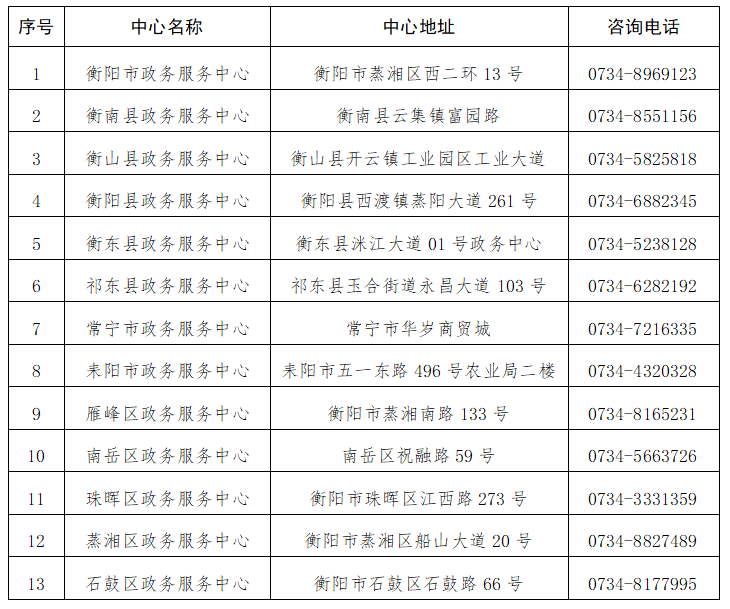 序号 中心名称 中心地址 咨询电话
1 衡阳市政务服务中心 衡阳市蒸湘区西二环 13 号 0734-8969123
2 衡南县政务服务中心 衡南县云集镇富园路 0734-8551156
3 衡山县政务服务中心 衡山县开云镇工业园区工业大道 0734-5825818
4 衡阳县政务服务中心 衡阳县西渡镇蒸阳大道 261 号 0734-6882345
5 衡东县政务服务中心 衡东县洣江大道 01 号政务中心 0734-5238128
6 祁东县政务服务中心 祁东县玉合街道永昌大道 103 号 0734-6282192
7 常宁市政务服务中心 常宁市华岁商贸城 0734-7216335
8 耒阳市政务服务中心 耒阳市五一东路 496 号农业局二楼 0734-4320328
9 雁峰区政务服务中心 衡阳市蒸湘南路 133 号 0734-8165231
10 南岳区政务服务中心 南岳区祝融路 59 号 0734-5663726
11 珠晖区政务服务中心 衡阳市珠晖区江西路 273 号 0734-3331359
12 蒸湘区政务服务中心 衡阳市蒸湘区船山大道 20 号 0734-8827489
13 石鼓区政务服务中心 衡阳市石鼓区石鼓路 66 号 0734-8177995